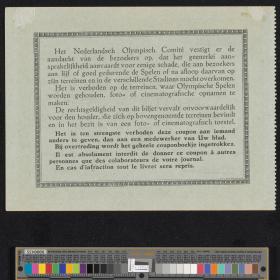 Het Nederlandsch Olympisch Comité vestigt er de
aandacht van de bezoekers op, dat het generlei aan-
sprakelijkheid aanvaardt voor eenige schade, die aan bezoekers
aan lijf of goed gedurende de Spelen of na afloop daarvan op
zijn terreinen en in de verschillende Stadions mocht overkomen.
Het is verboden op de terreinen, waar Olympische Spelen
worden gehouden, foto- of cinematografische opnamen te
maken.
De rechtsgeldigheid van dit biljet vervalt onvoorwaardelijk
voor den houder, die zich op bovengenoemde terreinen bevindt
en in het bezit is van een foto- of cinematografisch toestel.
Het is ten strengste verboden deze coupon aan iemand
anders te geven, dan aan een medewerker van Uw blad.
Bij overtreding wordt het geheele couponboekje ingetrokken.
Il est absolument interdit de donner ce coupon à autres
personnes que des colaborateurs de votre journal.
En cas d'infraction tout le livret sera repris.